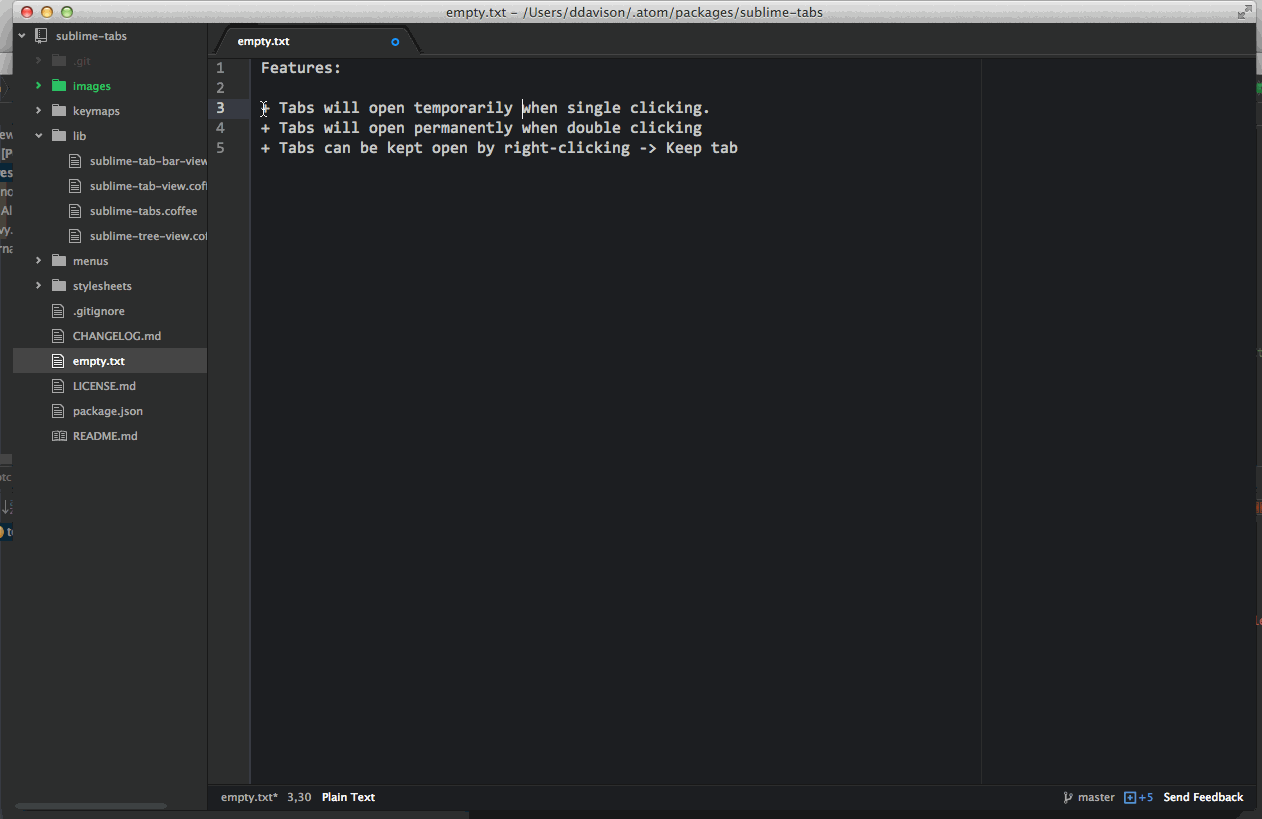 empty.txt – /Users/ddavison/.atom/packages/sublime-tabs
sublime-tabs
.git
images
keymaps
lib
sublime-tab-bar-view
sublime-tab-view.coff
sublime-tabs.coffee
sublime-tree-view.cof
menus
stylesheets
.gitignore
CHANGELOG.md
empty.txt
LICENSE.md
package.json
README.md
empty.txt
1 Features:
2
3 + Tabs will open temporarily when single clicking.
4 + Tabs will open permanently when double clicking
5 + Tabs can be kept open by right-clicking -> Keep tab
empty.txt* 3,30 Plain Text
master +5 Send Feedback